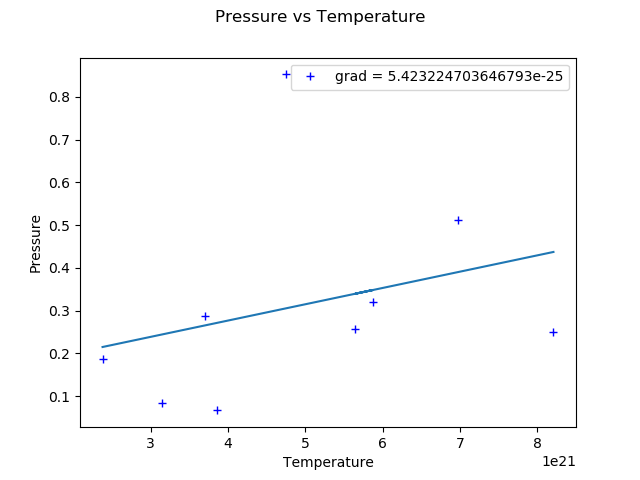 Pressure vs Temperature
grad = 5.423224703646793e-25
0.8
0.7
0.6
0.5
0.4
0.3
0.2
0.1
Pressure
3 4 5 6 7 8
1e21
Temperature